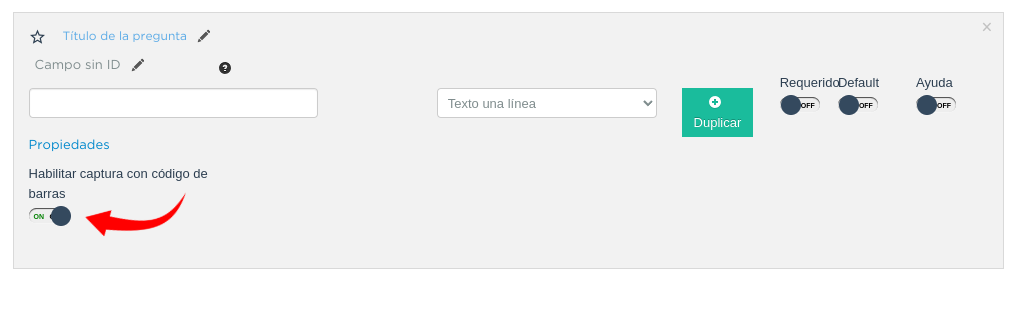 Título de la pregunta
Campo sin ID
?
Requerido Default Ayuda
OFF OFF OFF
Texto una línea
Duplicar
Propiedades
Habilitar captura con código de
barras
ON